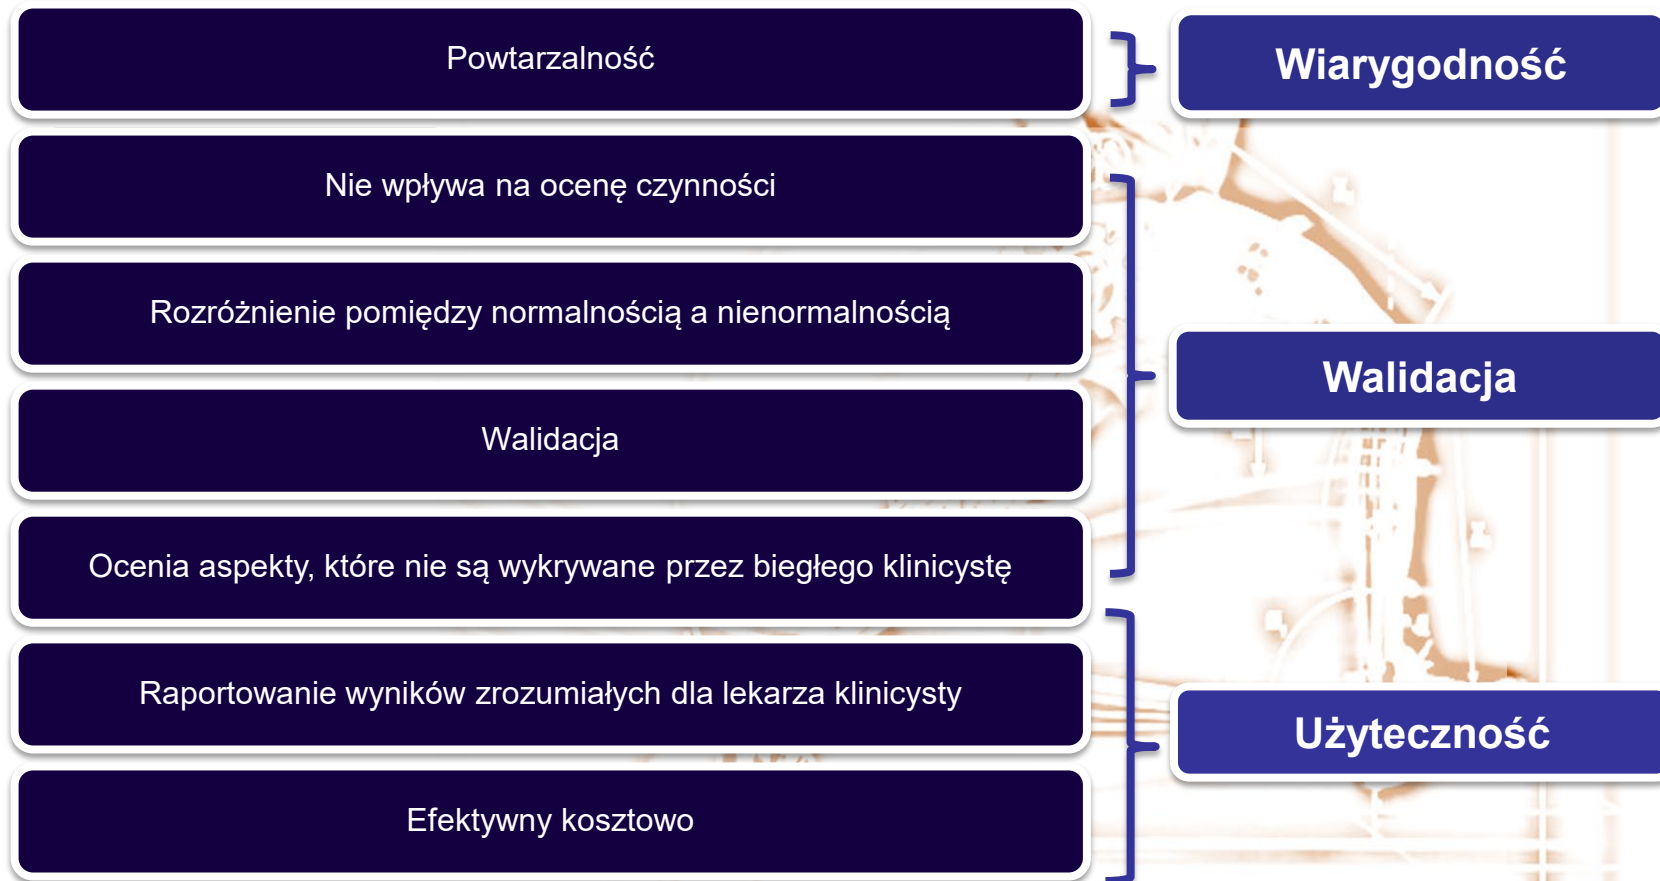 Powtarzalność
Wiarygodność
Nie wpływa na ocenę czynności
Rozróżnienie pomiędzy normalnością a nienormalnością
Walidacja
Walidacja
Ocenia aspekty, które nie są wykrywane przez biegłego klinicystę
Raportowanie wyników zrozumiałych dla lekarza klinicysty
Użyteczność
Efektywny kosztowo